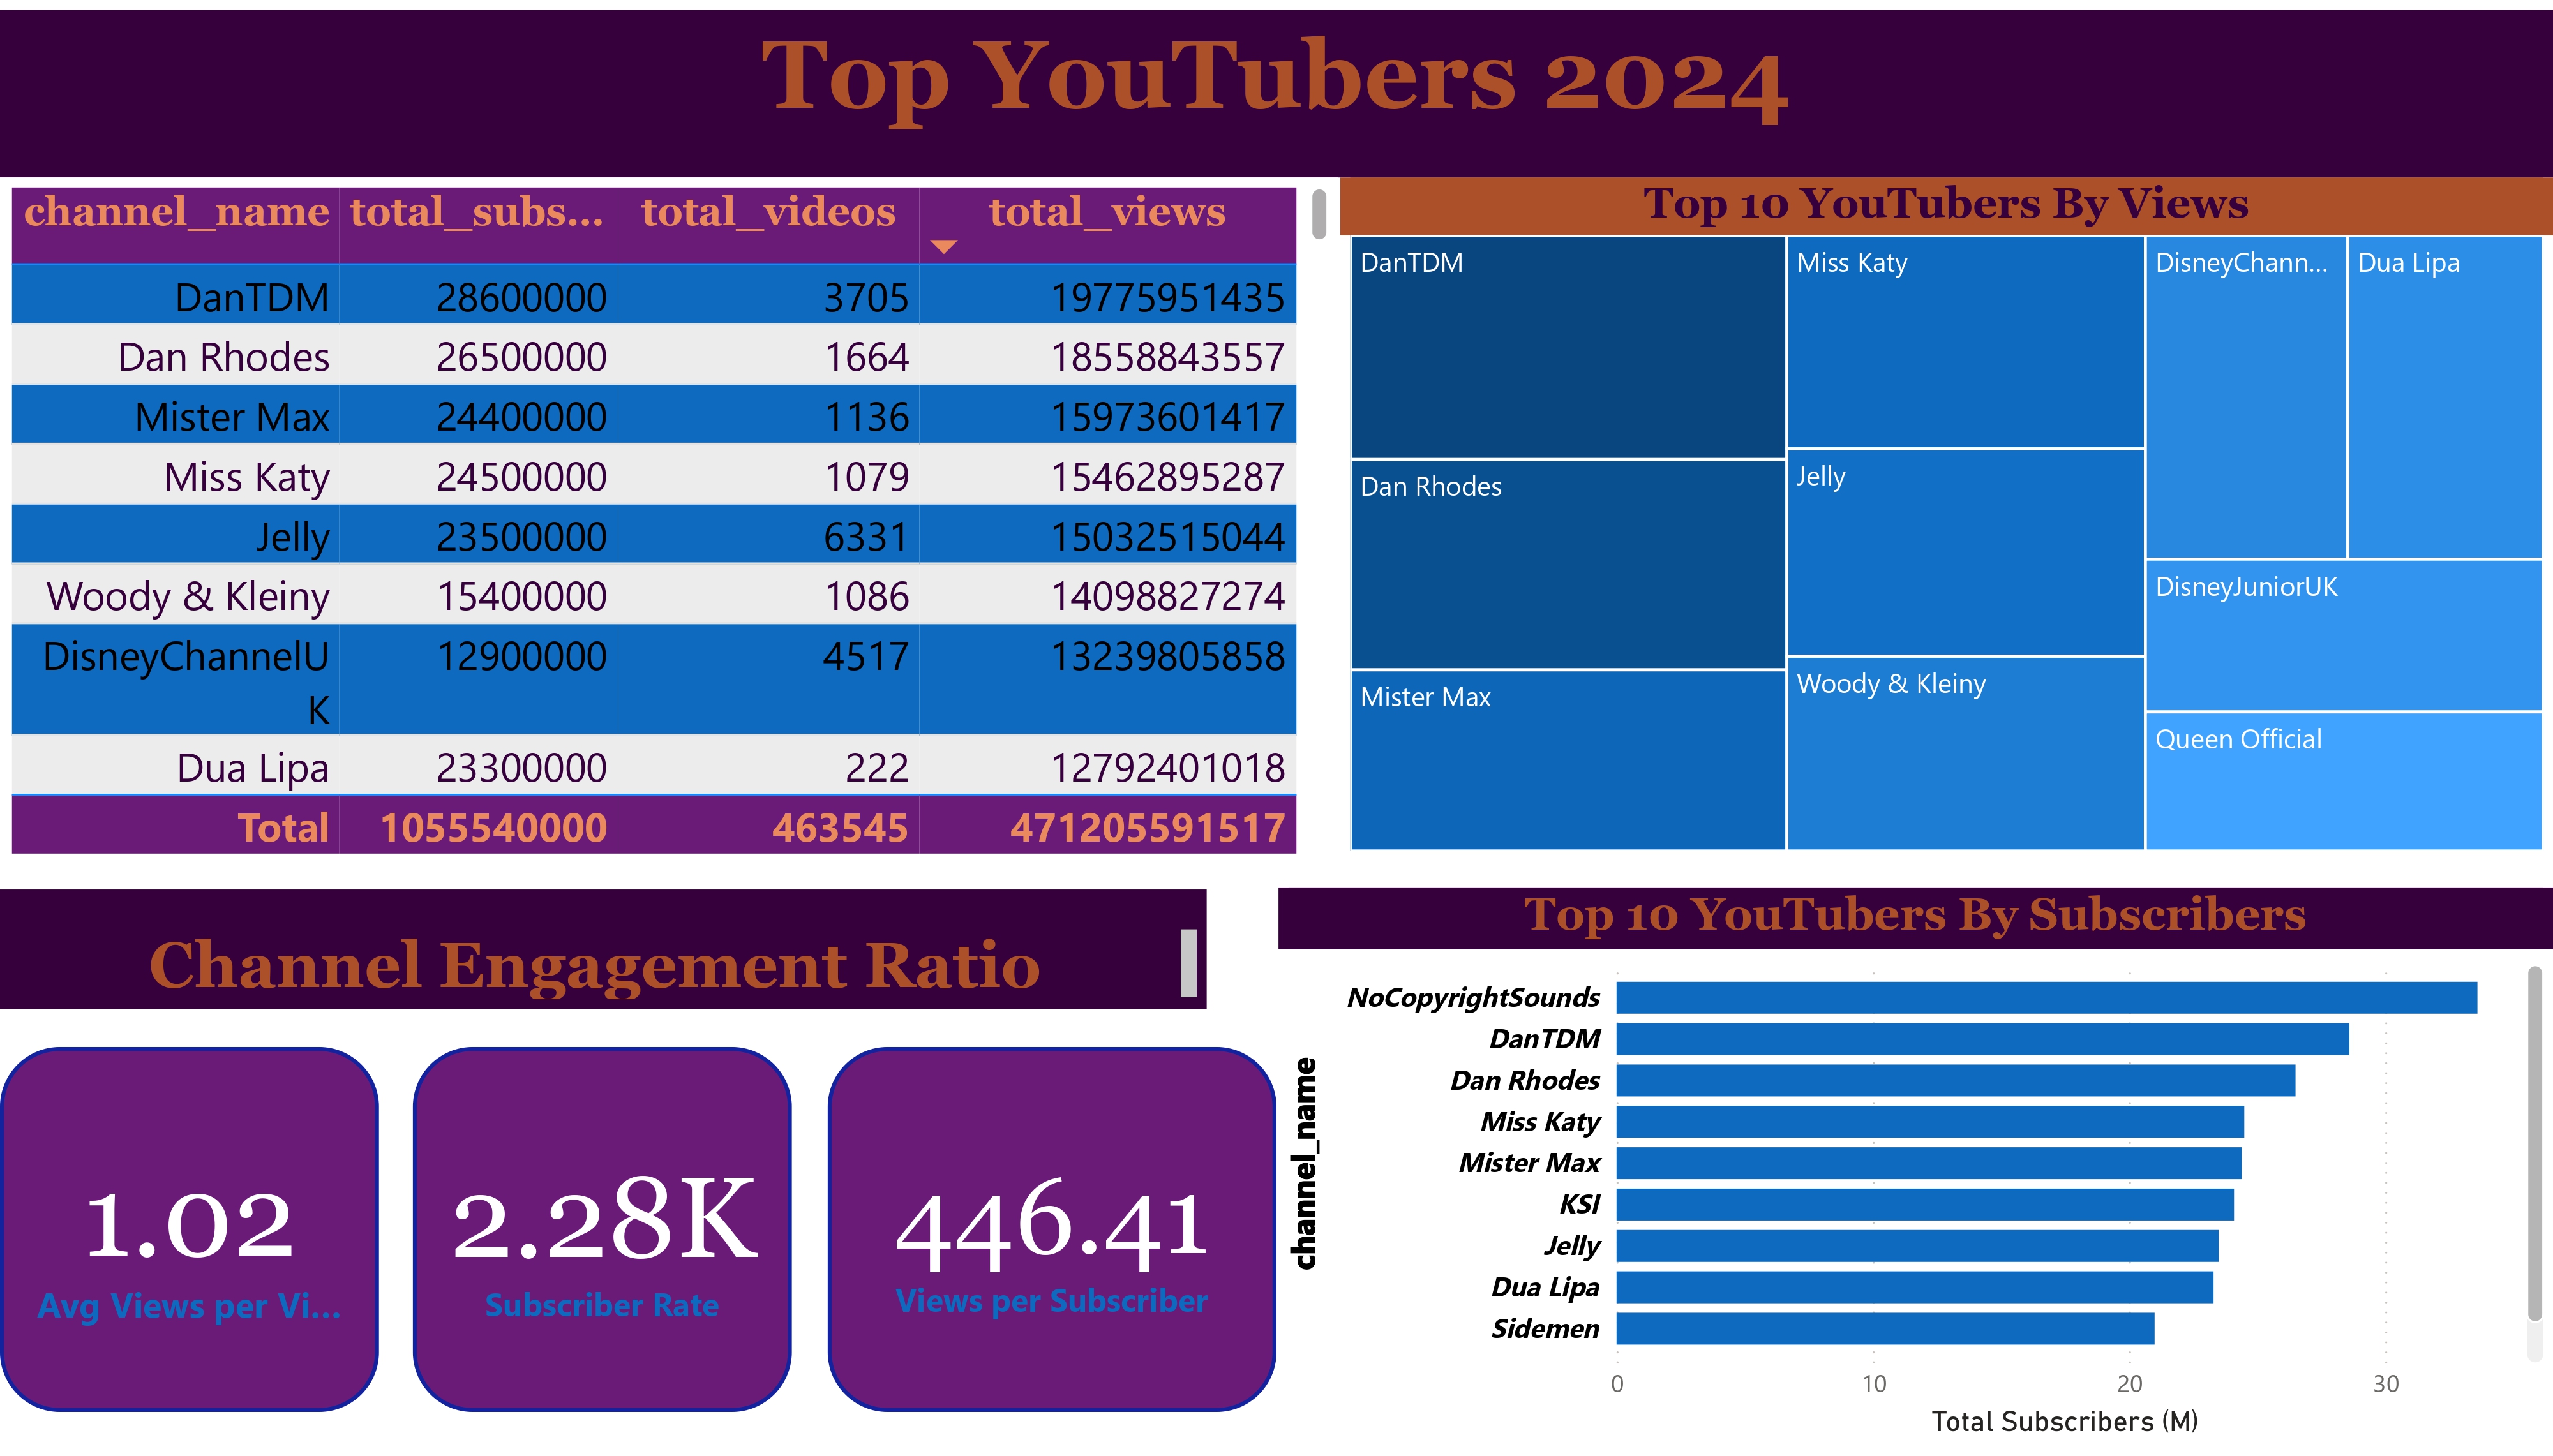 Top YouTubers 2024
channel_name total_subs... total_videos total_views
DanTDM 28600000 3705 19775951435
Dan Rhodes 26500000 1664 18558843557
Mister Max 24400000 1136 15973601417
Miss Katy 24500000 1079 15462895287
Jelly 23500000 6331 15032515044
Woody & Kleiny 15400000 1086 14098827274
DisneyChannelU 12900000 4517 13239805858
K
Dua Lipa 23300000 222 12792401018
Total 1055540000 463545 471205591517
Top 10 YouTubers By Views
DanTDM
Dan Rhodes
Mister Max
Miss Katy
Jelly
Woody & Kleiny
DisneyChann...
Dua Lipa
DisneyJuniorUK
Queen Official
Channel Engagement Ratio
1.02
Avg Views per Vi...
2.28K
Subscriber Rate
446.41
Views per Subscriber
Top 10 YouTubers By Subscribers
channel_name
NoCopyrightSounds
DanTDM
Dan Rhodes
Miss Katy
Mister Max
KSI
Jelly
Dua Lipa
Sidemen
0 10 20 30
Total Subscribers (M)